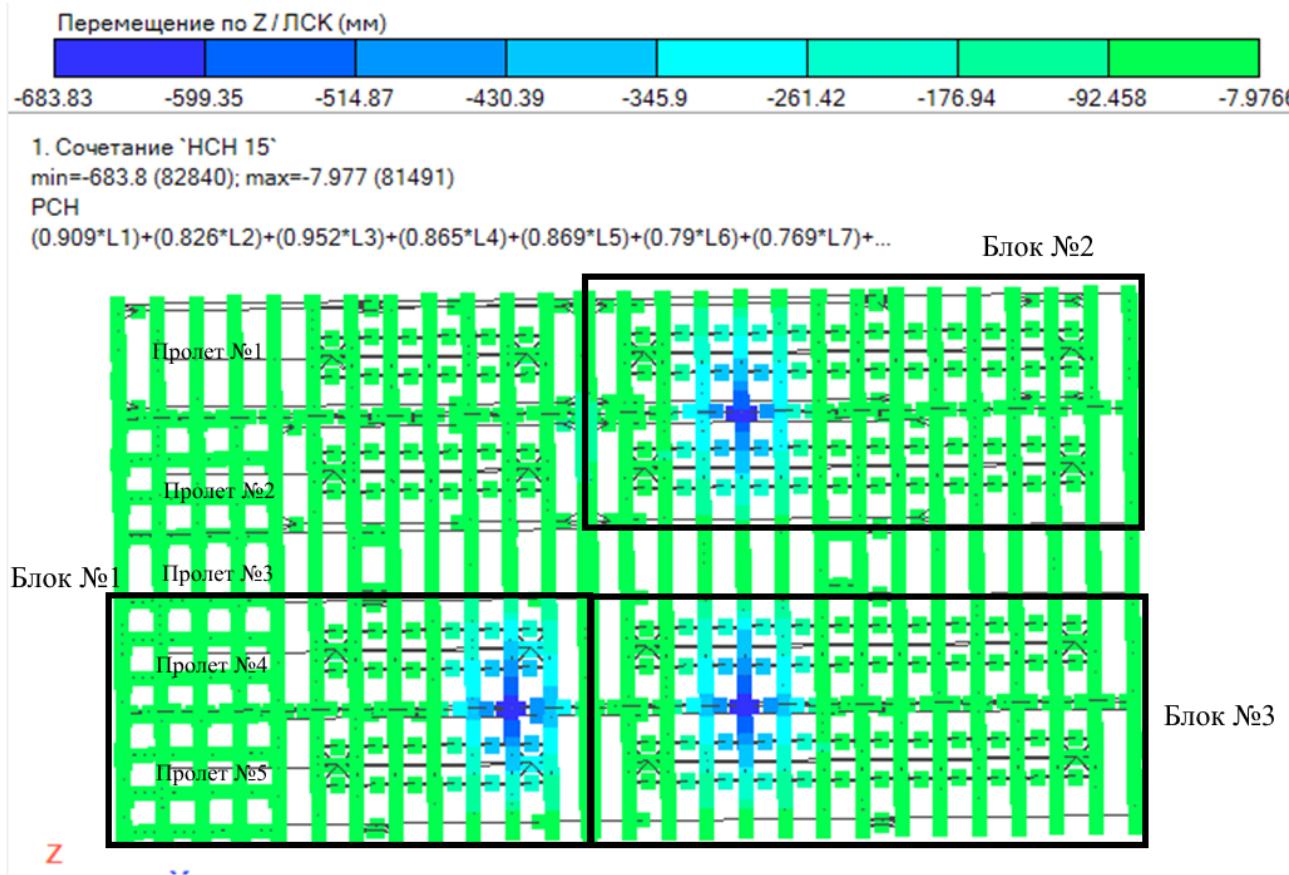 Перемещение по Z / ЛСК (мм)
-683.83 -599.35 -514.87 -430.39 -345.9 -261.42 -176.94 -92.458 -7.9766
1. Сочетание `НСН 15`
min=-683.8 (82840); max=-7.977 (81491)
РСН
(0.909*L1)+(0.826*L2)+(0.952*L3)+(0.865*L4)+(0.869*L5)+(0.79*L6)+(0.769*L7)+...
Блок №2
Пролет №1
Пролет №2
Пролет №3
Блок №1
Пролет №4
Блок №3
Пролет №5
Z